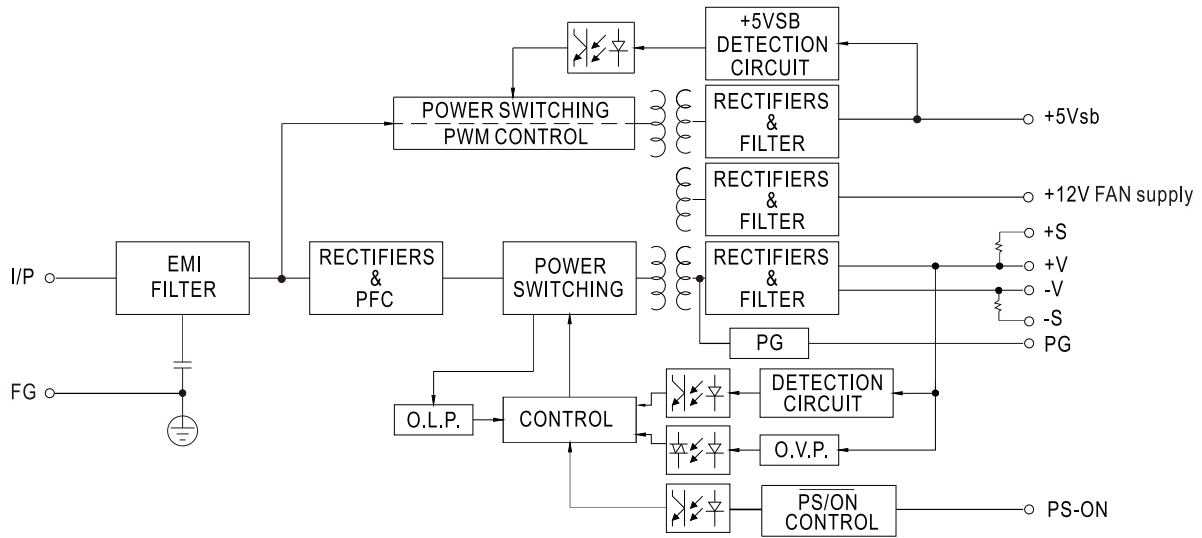 +5VSB
DETECTION
CIRCUIT
POWER SWITCHING
PWM CONTROL
RECTIFIERS
&
FILTER
+5Vsb
RECTIFIERS
&
FILTER
+12V FAN supply
I/P
EMI
FILTER
RECTIFIERS
&
PFC
POWER
SWITCHING
RECTIFIERS
&
FILTER
+S
+V
-V
-S
PG
PG
FG
O.L.P.
CONTROL
DETECTION
CIRCUIT
O.V.P.
PS/ON
CONTROL
PS-ON